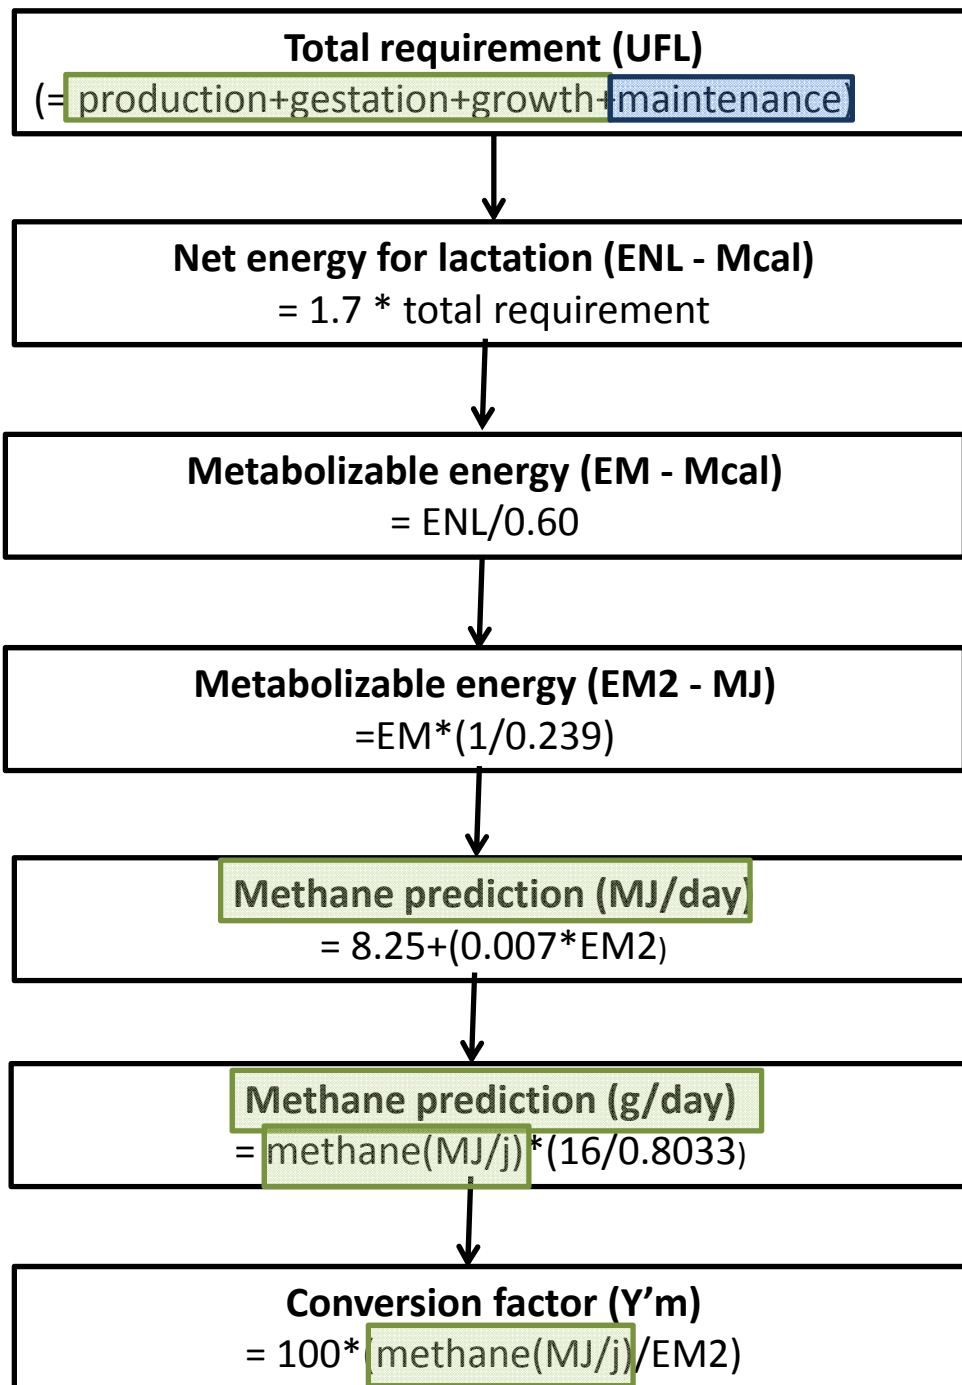 Total requirement (UFL)
(= production+gestation+growth+maintenance)
Net energy for lactation (ENL - Mcal)
= 1.7 * total requirement
Metabolizable energy (EM - Mcal)
= ENL/0.60
Metabolizable energy (EM2 - MJ)
=EM*(1/0.239)
Methane prediction (MJ/day)
= 8.25+(0.007*EM2)
Methane prediction (g/day)
= methane(MJ/j)*(16/0.8033)
Conversion factor (Y’m)
= 100*(methane(MJ/j)/EM2)